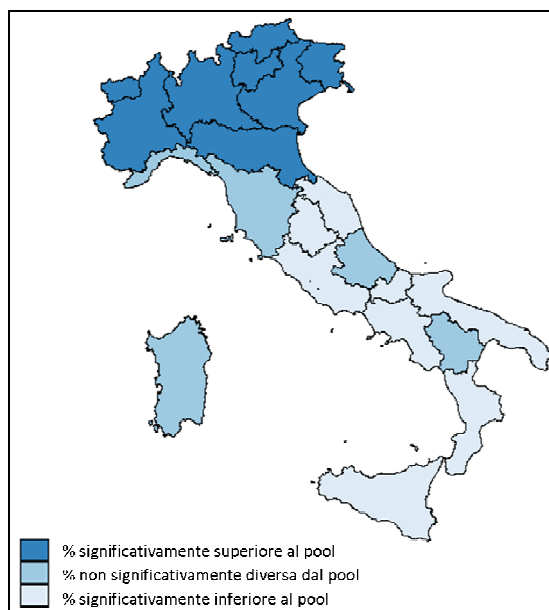 % significativamente superiore al pool
% non significativamente diversa dal pool
% significativamente inferiore al pool